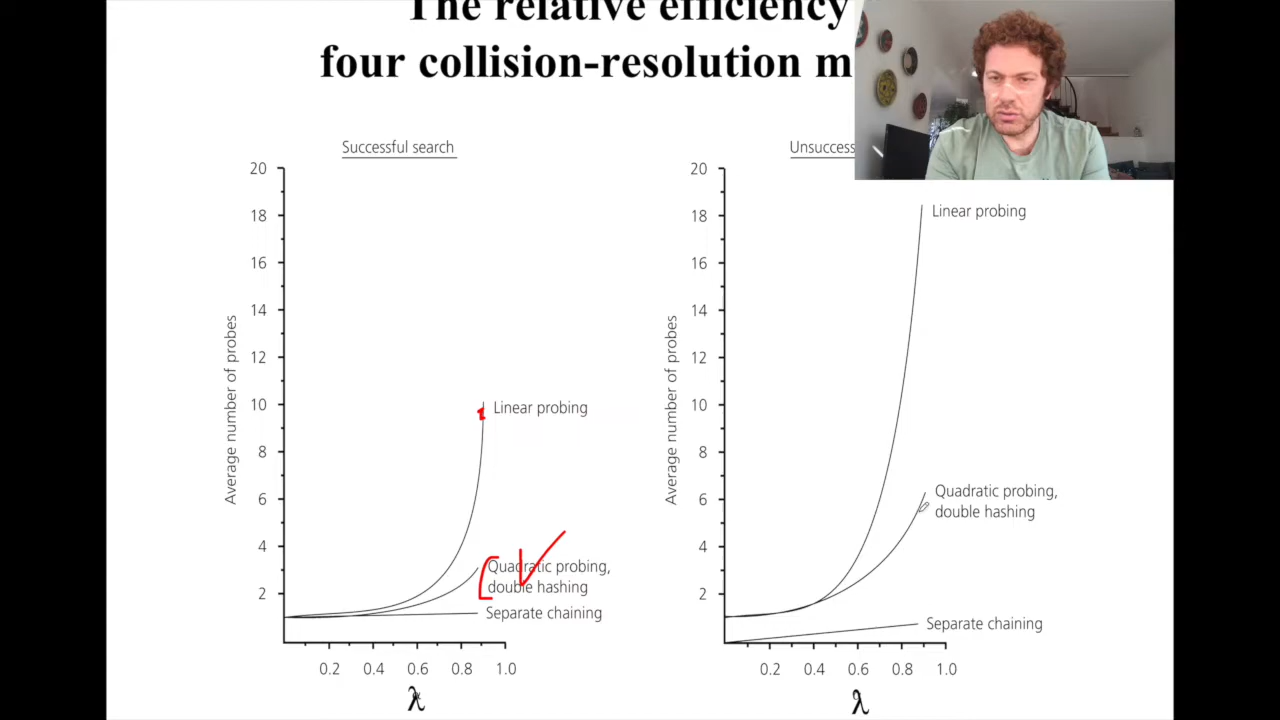 The relative efficiency
four collision-resolution m
Successful search
20
18
16
14
12
10
8
6
4
2
Average number of probes
Linear probing
Quadratic probing,
double hashing
Separate chaining
0.2 0.4 0.6 0.8 1.0
λ
Unsuccess
20
18
16
14
12
10
8
6
4
2
Average number of probes
Linear probing
Quadratic probing,
double hashing
Separate chaining
0.2 0.4 0.6 0.8 1.0
λ